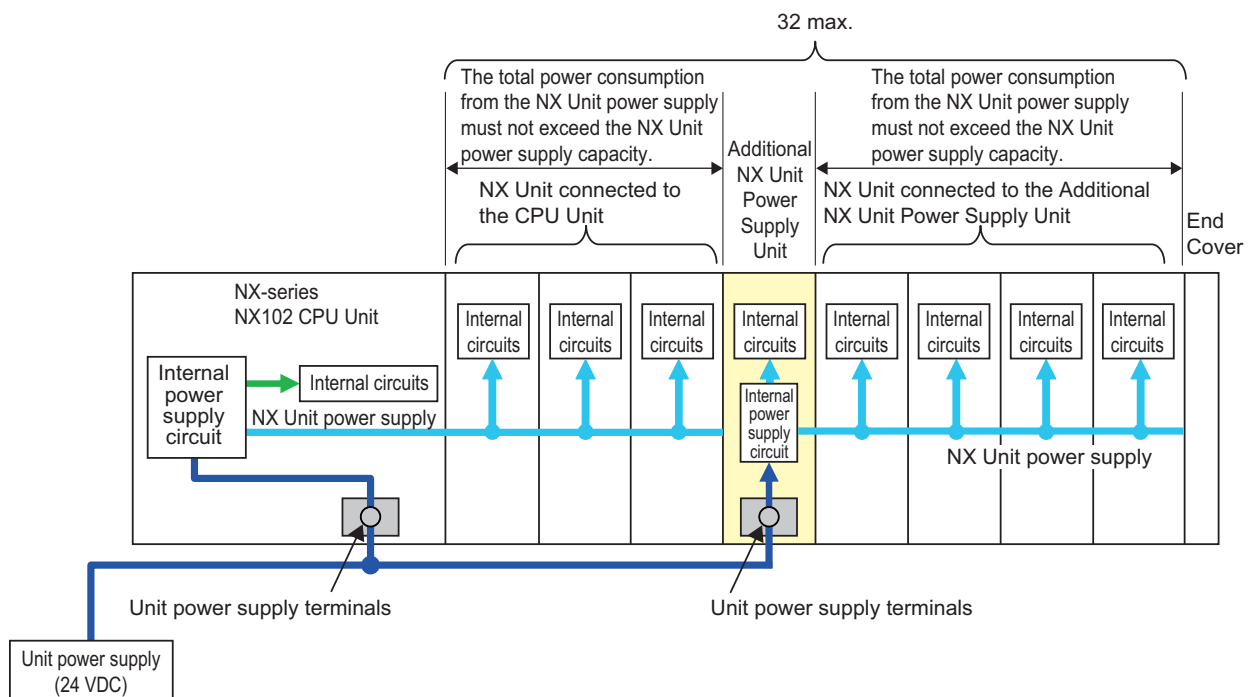 32 max.
The total power consumption
from the NX Unit power supply
must not exceed the NX Unit
power supply capacity.
The total power consumption
from the NX Unit power supply
must not exceed the NX Unit
power supply capacity.
Additional
NX Unit
Power
Supply
Unit
NX Unit connected to
the CPU Unit
NX Unit connected to the Additional
NX Unit Power Supply Unit
End
Cover
NX-series
NX102 CPU Unit
Internal
circuits
Internal
circuits
Internal
circuits
Internal
circuits
Internal
circuits
Internal
circuits
Internal
circuits
Internal
circuits
Internal
power
supply
circuit
Internal circuits
NX Unit power supply
Internal
power
supply
circuit
NX Unit power supply
Unit power supply terminals
Unit power supply terminals
Unit power supply
(24 VDC)